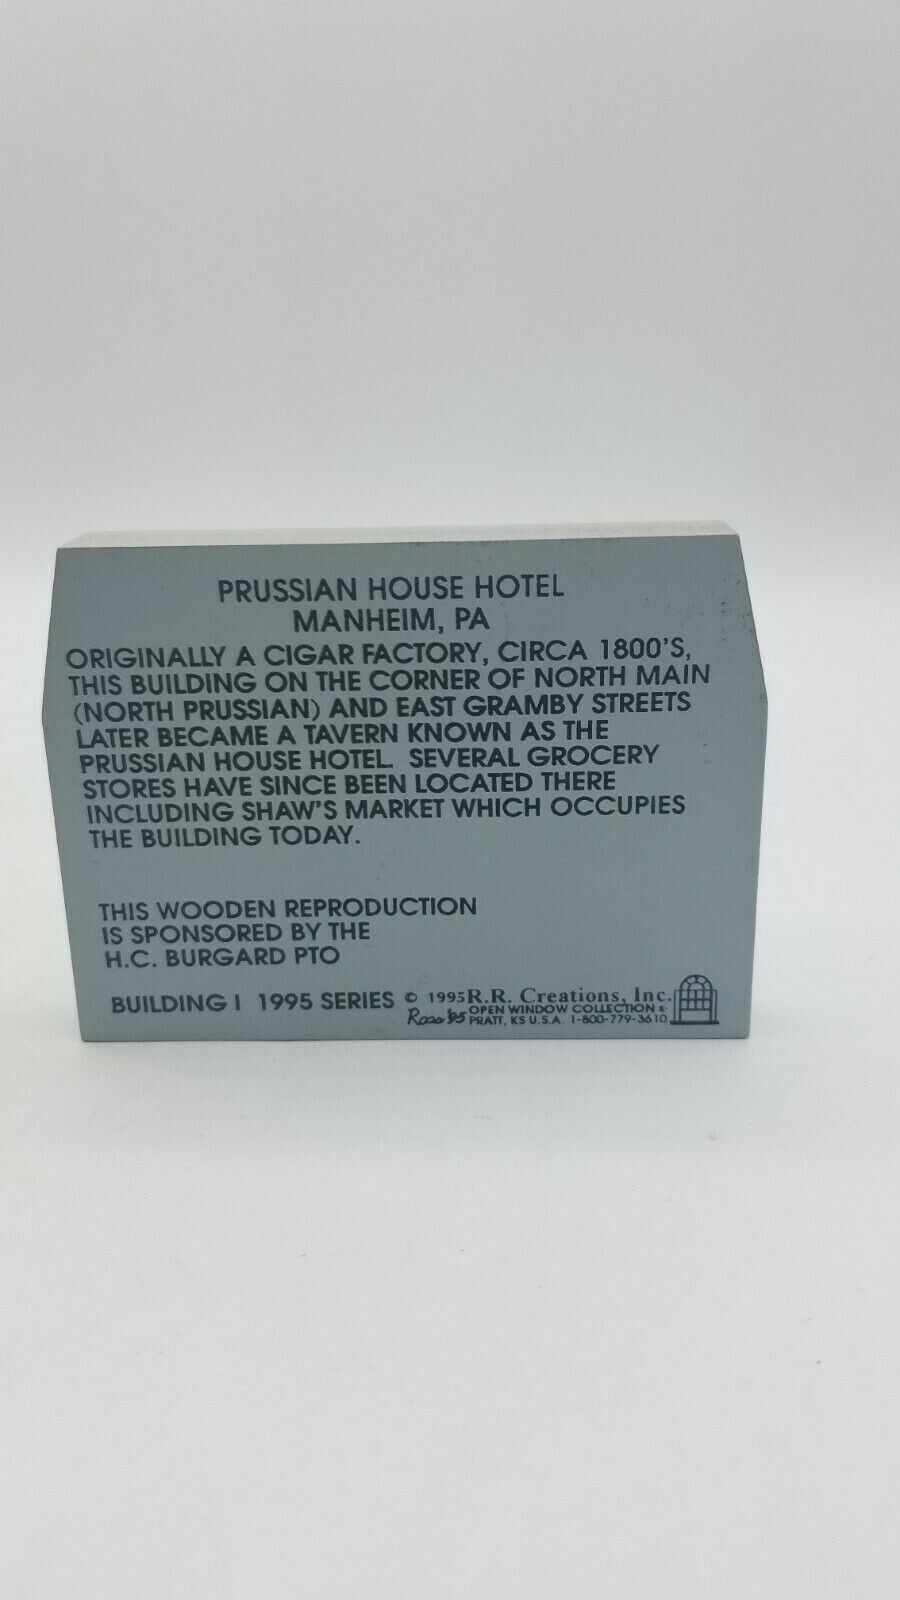 PRUSSIAN HOUSE HOTEL
MANHEIM, PA
ORIGINALLY A CIGAR FACTORY, CIRCA 1800'S,
THIS BUILDING ON THE CORNER OF NORTH MAIN
(NORTH PRUSSIAN) AND EAST GRAMBY STREETS
LATER BECAME A TAVERN KNOWN AS THE
PRUSSIAN HOUSE HOTEL. SEVERAL GROCERY
STORES HAVE SINCE BEEN LOCATED THERE
INCLUDING SHAW'S MARKET WHICH OCCUPIES
THE BUILDING TODAY.
THIS WOODEN REPRODUCTION
IS SPONSORED BY THE
H.C. BURGARD PTO
BUILDING I 1995 SERIES © 1995 R.R. Creations, Inc.
OPEN WINDOW COLLECTION
Ross '95 PRATT, KS U.S.A. 1-800-779-3610